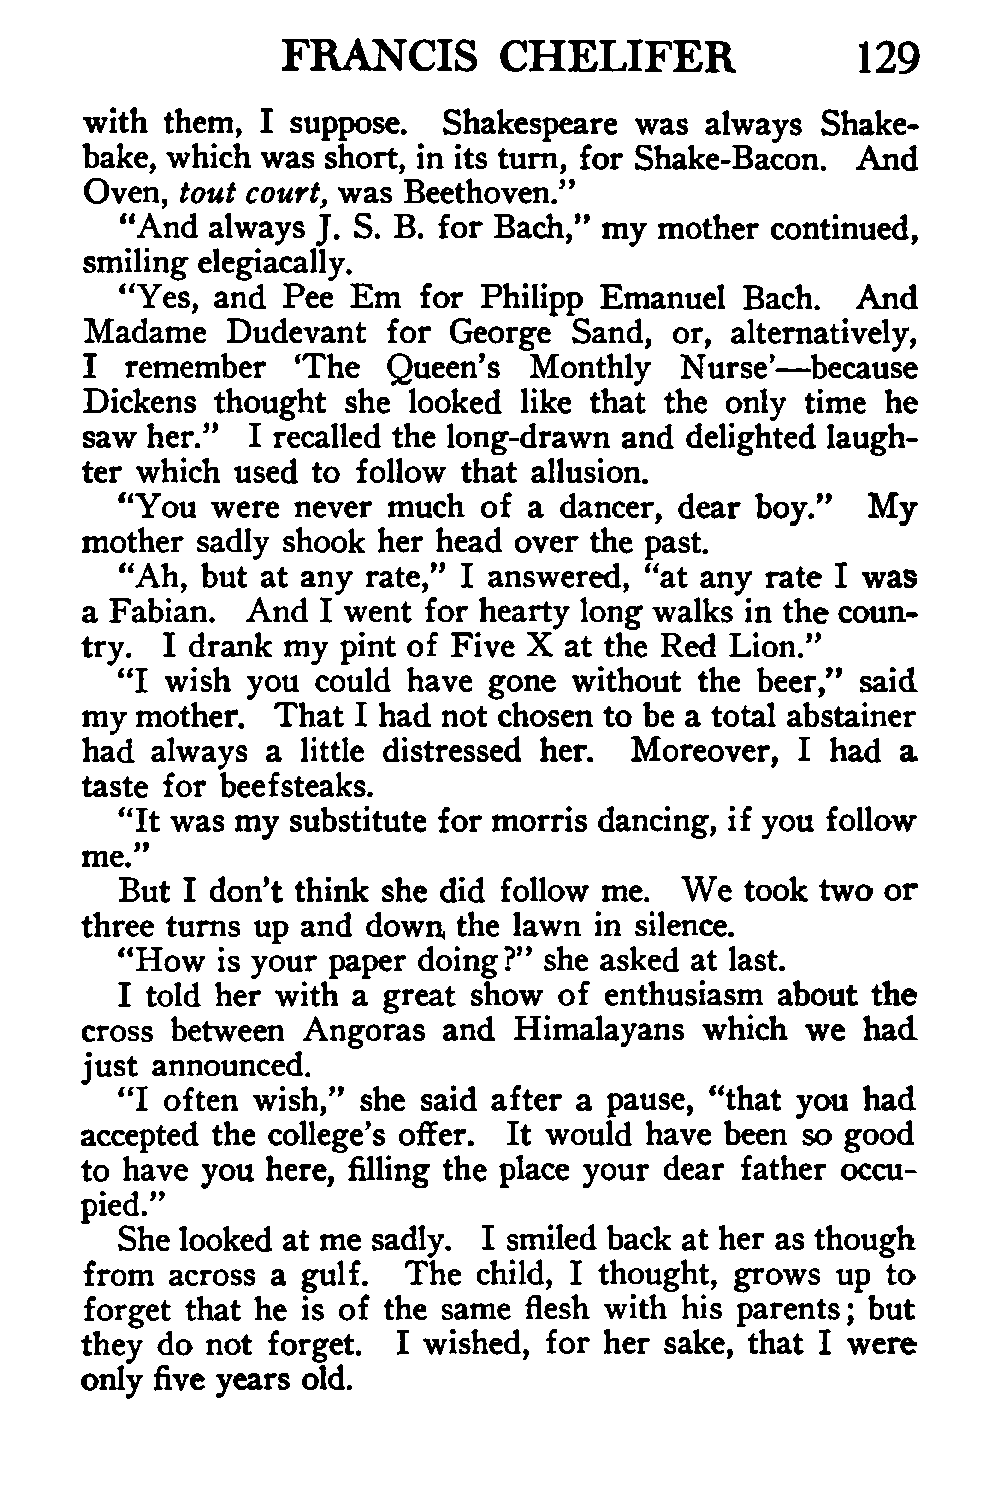 FRANCIS CHELIFER 129
with them, I suppose. Shakespeare was always Shake-
bake, which was short, in its turn, for Shake-Bacon. And
Oven, tout court, was Beethoven.”
“And always J. S. B. for Bach,” my mother continued,
smiling elegiacally.
“Yes, and Pee Em for Philipp Emanuel Bach. And
Madame Dudevant for George Sand, or, alternatively,
I remember ‘The Queen’s Monthly Nurse’—because
Dickens thought she looked like that the only time he
saw her.” I recalled the long-drawn and delighted laugh-
ter which used to follow that allusion.
“You were never much of a dancer, dear boy.” My
mother sadly shook her head over the past.
“Ah, but at any rate,” I answered, “at any rate I was
a Fabian. And I went for hearty long walks in the coun-
try. I drank my pint of Five X at the Red Lion.”
“I wish you could have gone without the beer,” said
my mother. That I had not chosen to be a total abstainer
had always a little distressed her. Moreover, I had a
taste for beefsteaks.
“It was my substitute for morris dancing, if you follow
me.”
But I don’t think she did follow me. We took two or
three turns up and down the lawn in silence.
“How is your paper doing?” she asked at last.
I told her with a great show of enthusiasm about the
cross between Angoras and Himalayans which we had
just announced.
“I often wish,” she said after a pause, “that you had
accepted the college’s offer. It would have been so good
to have you here, filling the place your dear father occu-
pied.”
She looked at me sadly. I smiled back at her as though
from across a gulf. The child, I thought, grows up to
forget that he is of the same flesh with his parents; but
they do not forget. I wished, for her sake, that I were
only five years old.